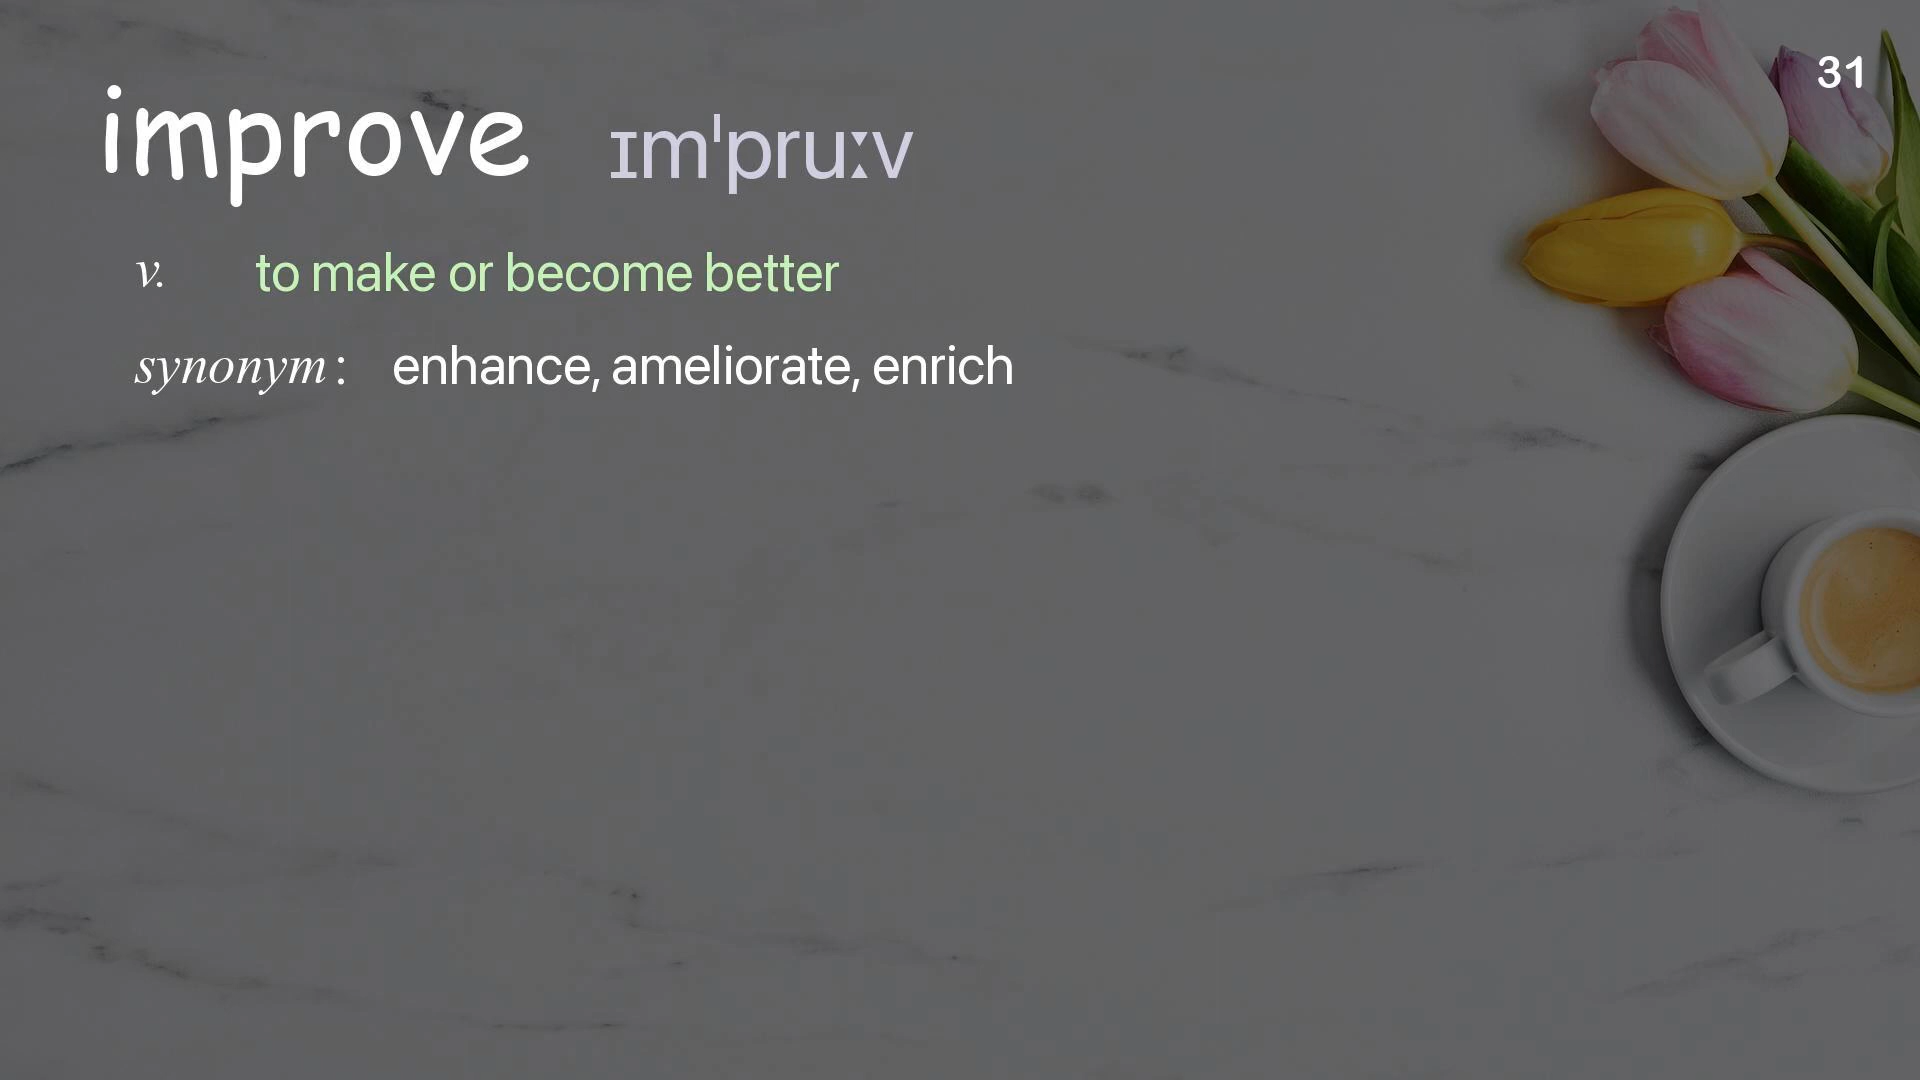 31
improve ɪmˈpruːv
v. to make or become better
synonym : enhance, ameliorate, enrich